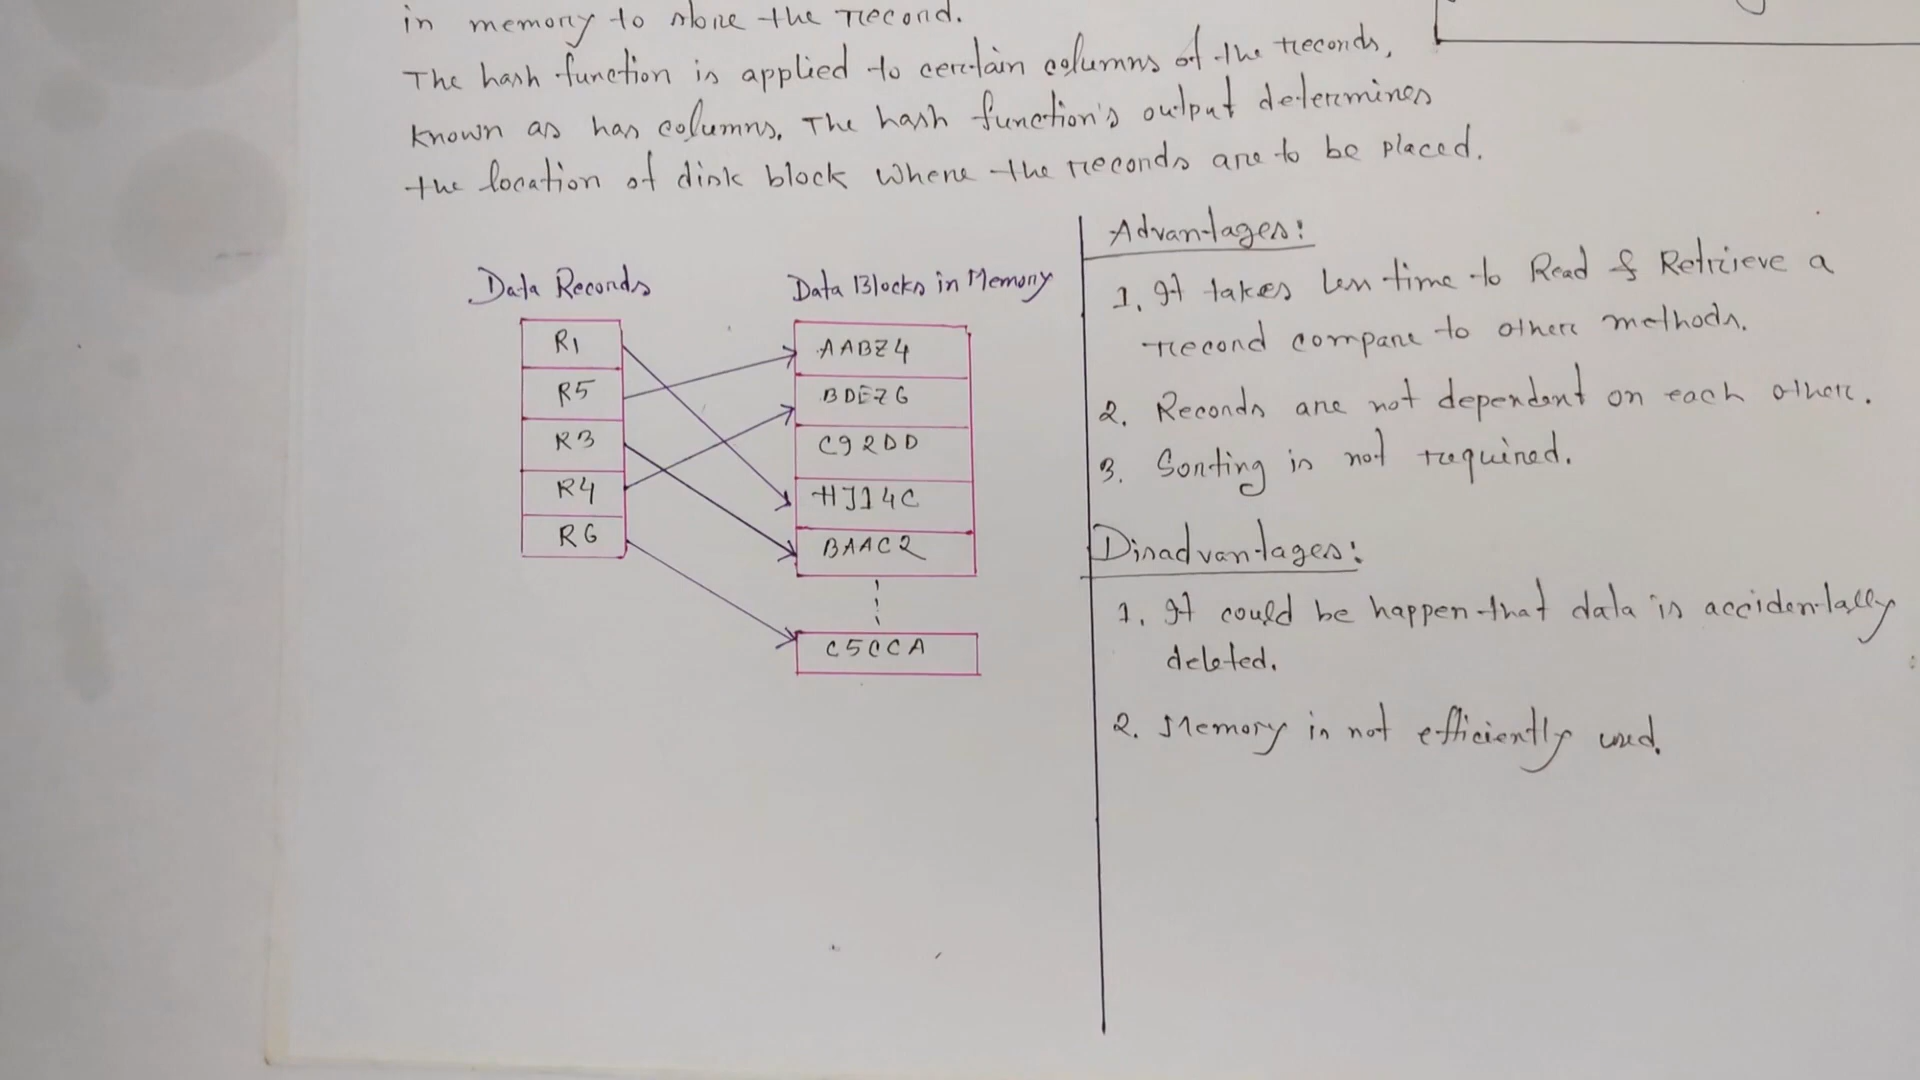 in memory to store the record.
The hash function is applied to certain columns of the records,
known as has columns. The hash function's output determines
the location of disk block where the records are to be placed.
Data Records
R1
R5
R3
R4
R6
Data Blocks in Memory
AABZ4
BDEZ6
C92DD
HJ14C
BAAC2
C5CCA
Advantages:
1. It takes less time to Read & Retrieve a
record compare to other methods.
2. Records are not dependent on each other.
3. Sorting is not required.
Disadvantages:
1. It could be happen that data is accidentally
deleted.
2. Memory is not efficiently used.